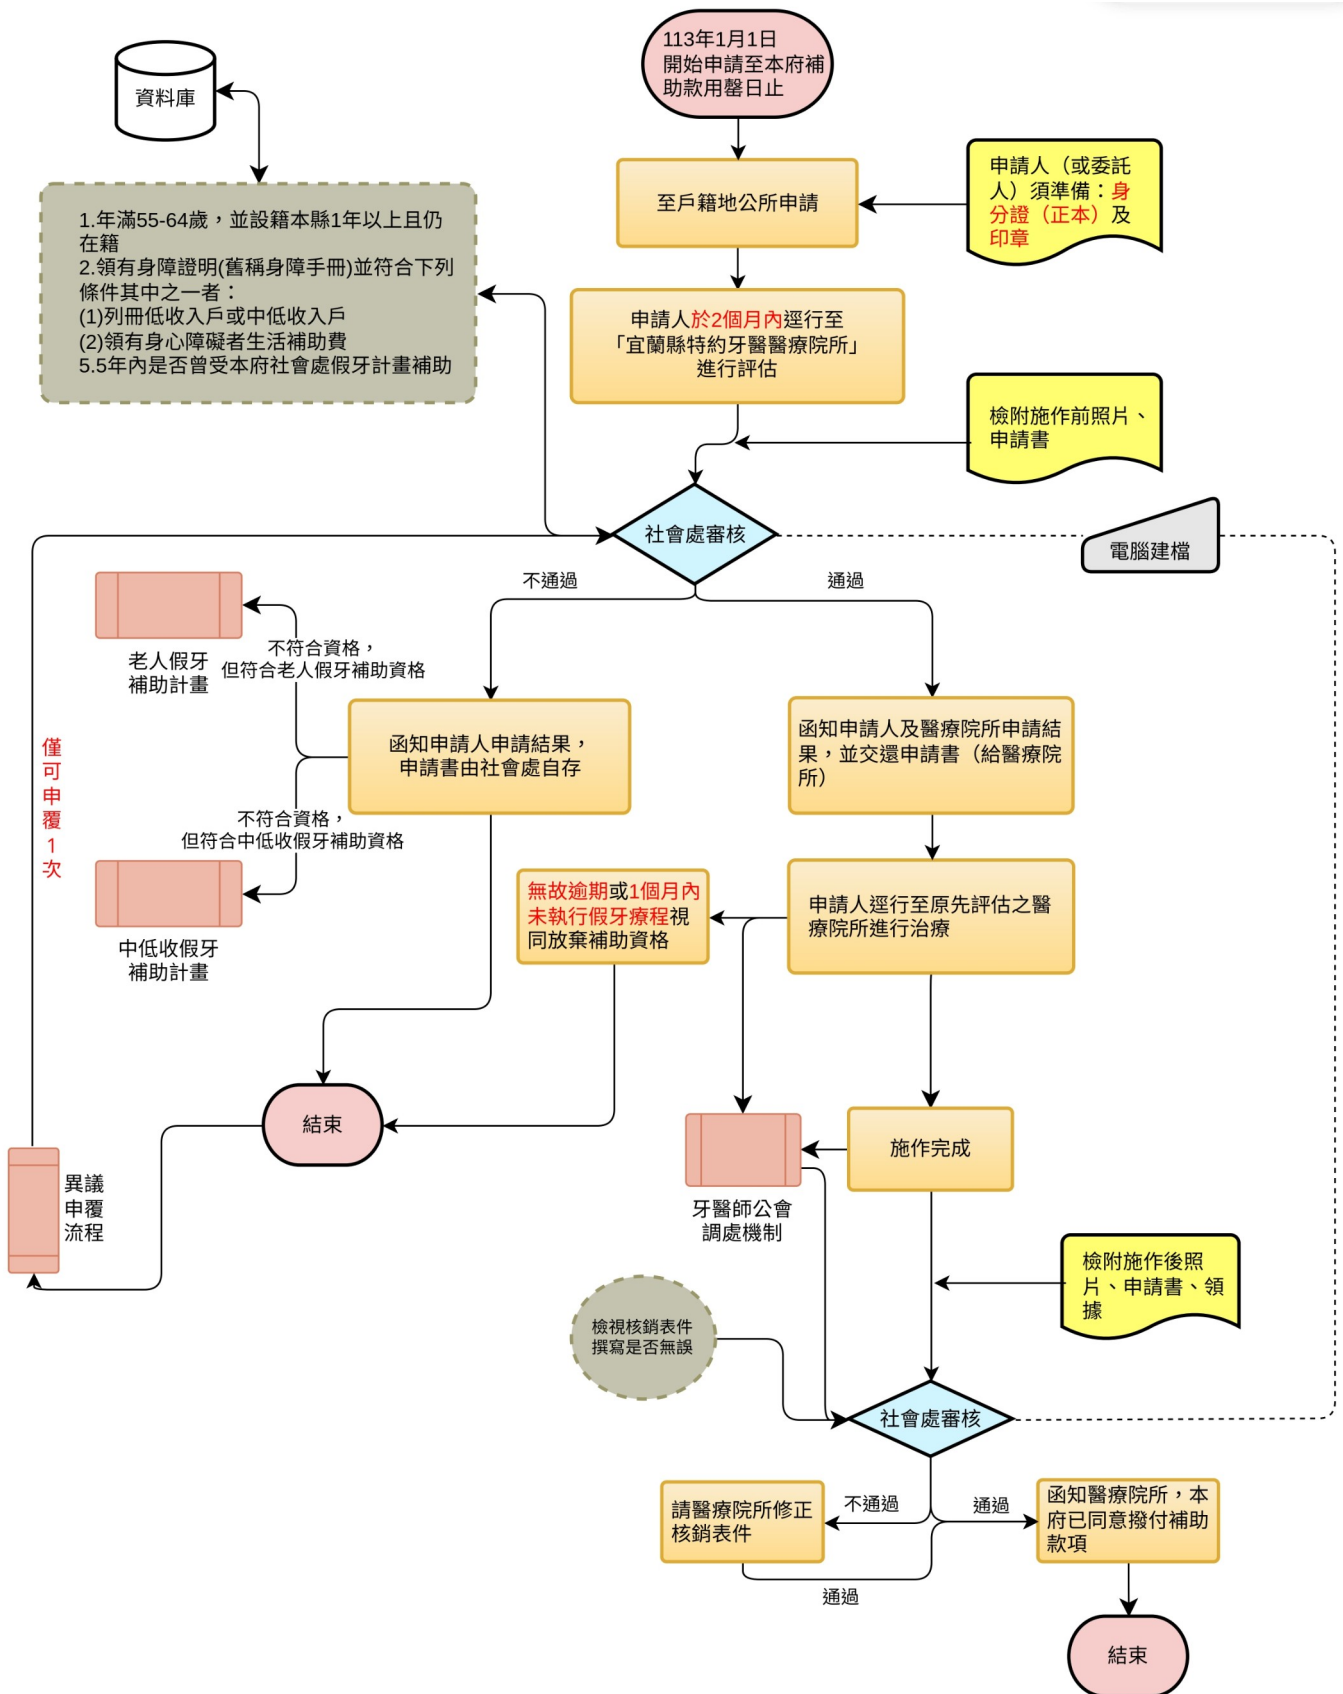 113年1月1日
開始申請至本府補
助款用罄日止
資料庫
至戶籍地公所申請
申請人（或委託
人）須準備：身
分證（正本）及
印章
1.年滿55-64歲，並設籍本縣1年以上且仍
在籍
2.領有身障證明(舊稱身障手冊)並符合下列
條件其中之一者：
(1)列冊低收入戶或中低收入戶
(2)領有身心障礙者生活補助費
5.5年內是否曾受本府社會處假牙計畫補助
申請人於2個月內逕行至
「宜蘭縣特約牙醫醫療院所」
進行評估
檢附施作前照片、
申請書
社會處審核
電腦建檔
不通過
通過
老人假牙
補助計畫
不符合資格，
但符合老人假牙補助資格
函知申請人申請結果，
申請書由社會處自存
函知申請人及醫療院所申請結
果，並交還申請書（給醫療院
所）
僅
可
申
覆
1
次
不符合資格，
但符合中低收假牙補助資格
中低收假牙
補助計畫
無故逾期或1個月內
未執行假牙療程視
同放棄補助資格
申請人逕行至原先評估之醫
療院所進行治療
結束
施作完成
異議
申覆
流程
牙醫師公會
調處機制
檢附施作後照
片、申請書、領
據
檢視核銷表件
撰寫是否無誤
社會處審核
請醫療院所修正
核銷表件
不通過
通過
函知醫療院所，本
府已同意撥付補助
款項
通過
結束